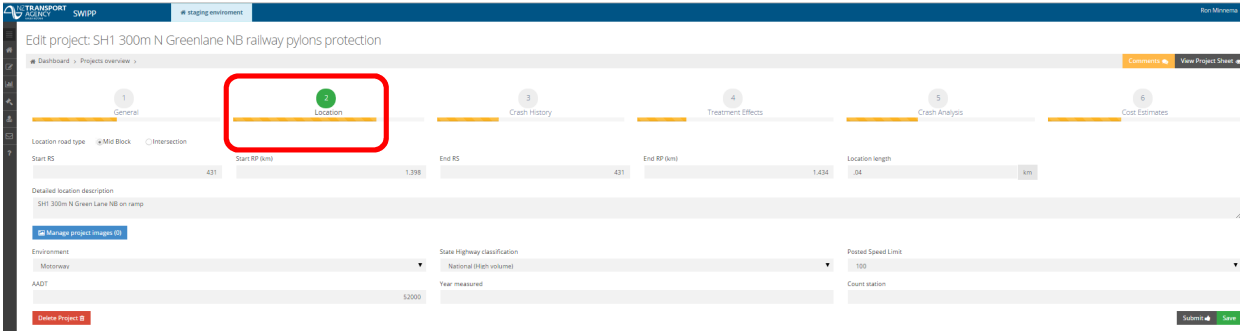 NZ TRANSPORT AGENCY SWIPP staging enviroment Ron Minnema
Edit project: SH1 300m N Greenlane NB railway pylons protection
Dashboard > Projects overview > Comments View Project Sheet
1 2 3 4 5 6
General Location Crash History Treatment Effects Crash Analysis Cost Estimates
Location road type Mid Block Intersection
Start RS Start RP (km) End RS End RP (km) Location length
431 1.398 431 1.434 .04 km
Detailed location description
SH1 300m N Green Lane NB on ramp
Manage project images (0)
Environment State Highway classification Posted Speed Limit
Motorway National (High volume) 100
AADT Year measured Count station
52000
Delete Project Submit Save